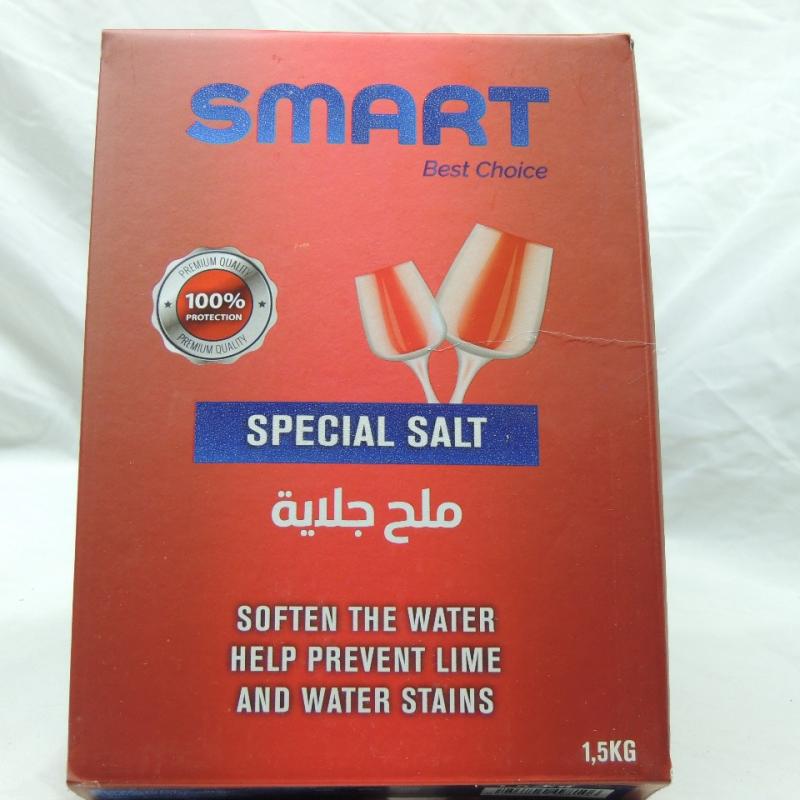 SMART
Best Choice
PREMIUM QUALITY
100%
PROTECTION
PREMIUM QUALITY
SPECIAL SALT
ملح جلاية
SOFTEN THE WATER
HELP PREVENT LIME
AND WATER STAINS
1,5KG